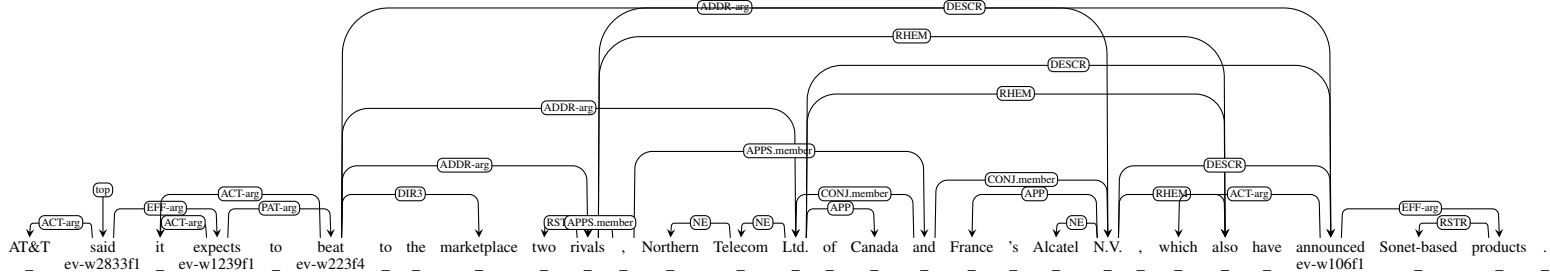 ADDR-arg DESCR
RHEM
DESCR
RHEM
ADDR-arg
APPS.member
ADDR-arg DESCR
CONJ.member
top ACT-arg DIR3 CONJ.member APP RHEM ACT-arg
EFF-arg PAT-arg APP EFF-arg
ACT-arg ACT-arg RST APPS.member NE NE NE RSTR
AT&T said it expects to beat to the marketplace two rivals , Northern Telecom Ltd. of Canada and France 's Alcatel N.V. , which also have announced Sonet-based products .
_ ev-w2833f1 _ ev-w1239f1 _ ev-w223f4 _ _ _ _ _ _ _ _ _ _ _ _ _ _ _ _ _ _ _ _ ev-w106f1 _ _ _